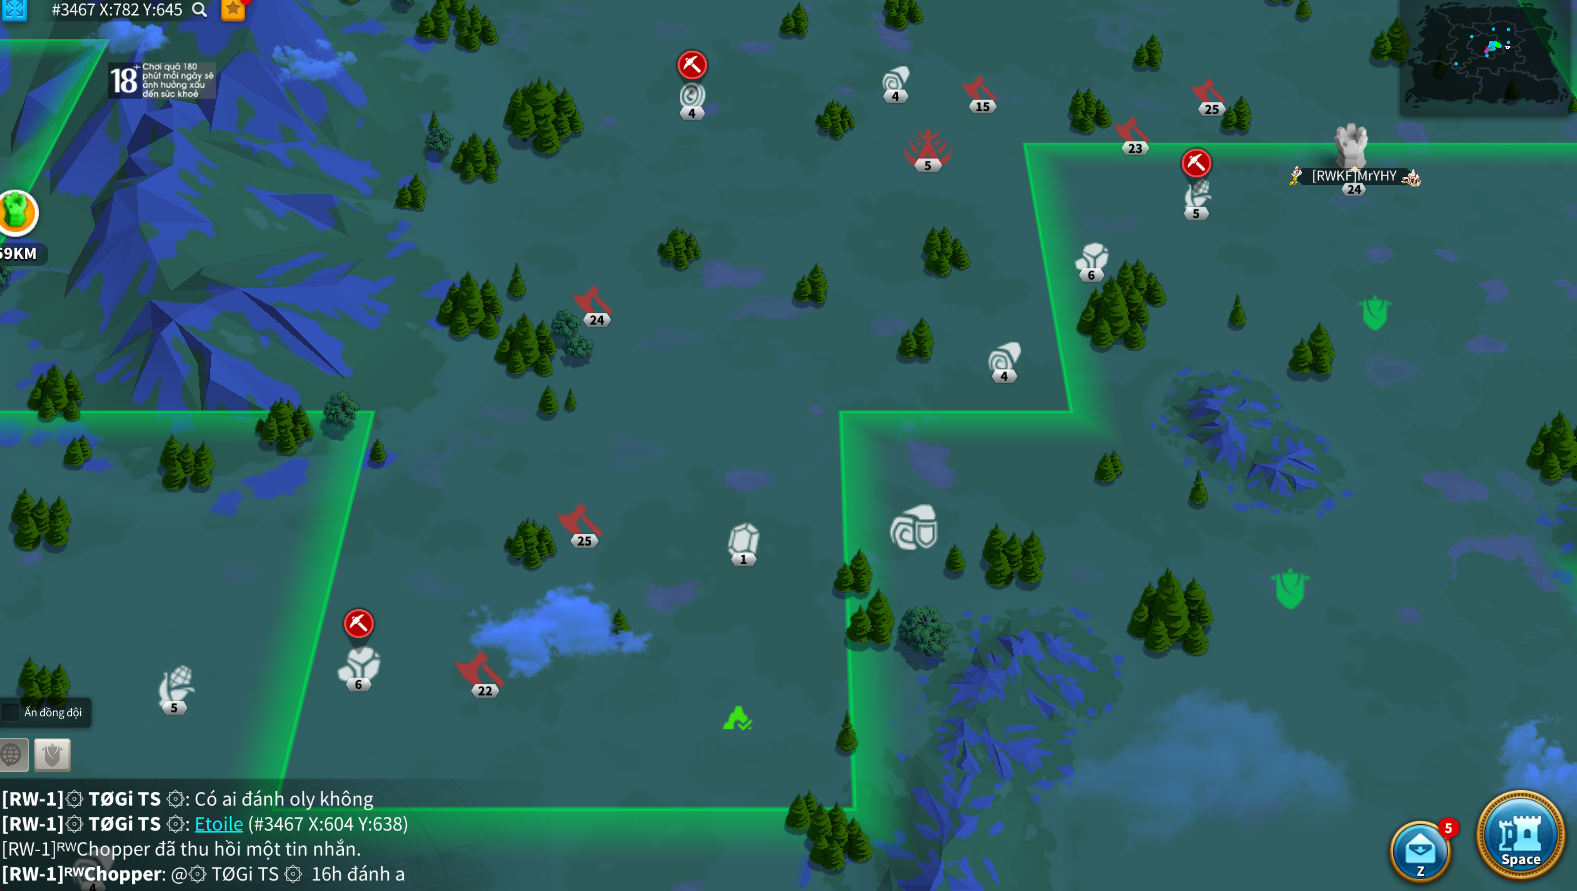 #3467 X:782 Y:645
18+
Chơi quá 180
phút mỗi ngày sẽ
ảnh hưởng xấu
đến sức khoẻ
4
4
15
25
23
5
[RWKF]MrYHY
24
5
59KM
6
24
4
25
1
6
22
5
Ẩn đồng đội
[RW-1]۞ TØGi TS ۞: Có ai đánh oly không
[RW-1]۞ TØGi TS ۞: Etoile (#3467 X:604 Y:638)
[RW-1]ᴿᵂChopper đã thu hồi một tin nhắn.
[RW-1]ᴿᵂChopper: @۞ TØGi TS ۞ 16h đánh a
4
5
Z
Space